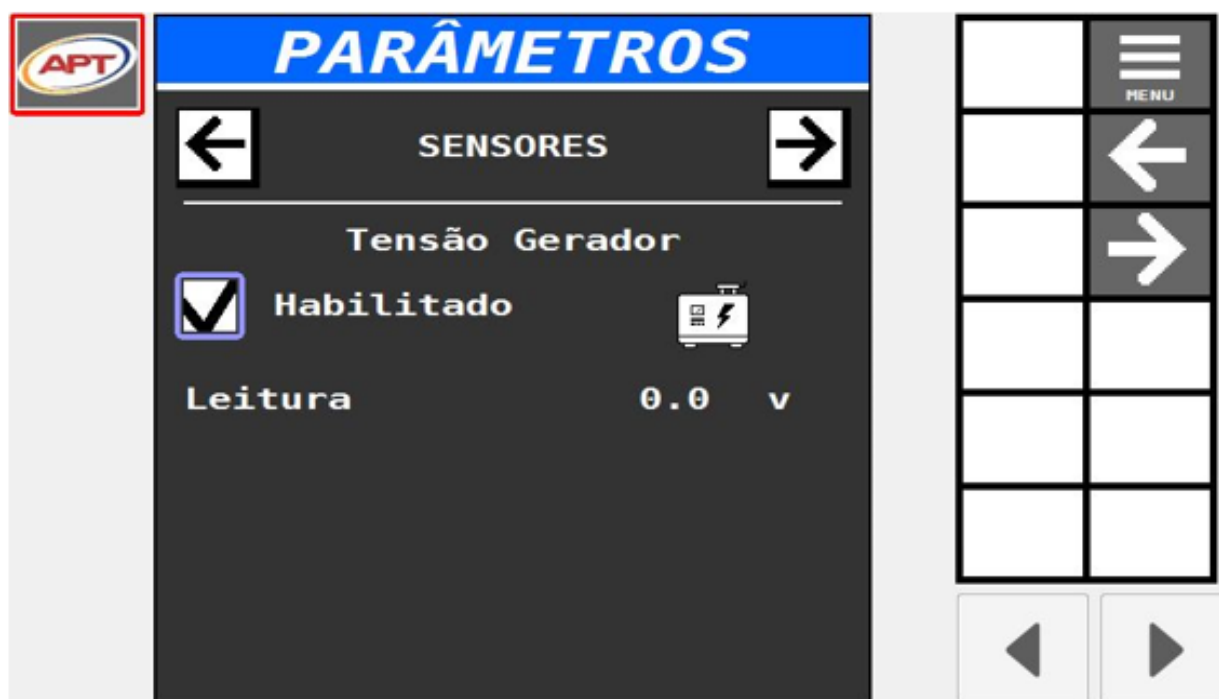 APT
PARÂMETROS
MENU
SENSORES
Tensão Gerador
Habilitado
Leitura 0.0 v